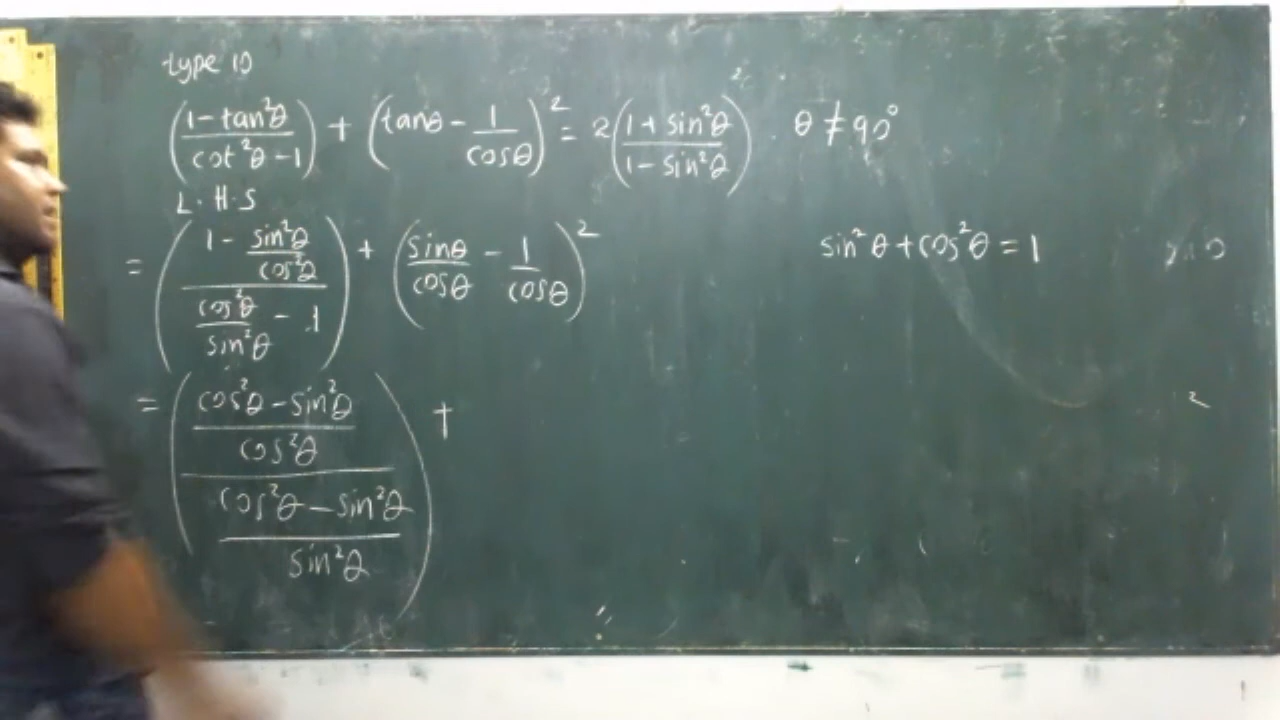 type 10
(1 - tan²θ / cot²θ - 1) + (tanθ - 1 / cosθ)² = 2(1 + sin²θ / 1 - sin²θ)² . θ ≠ 90°
L.H.S
= (1 - sin²θ/cos²θ / cos²θ/sin²θ - 1) + (sinθ/cosθ - 1/cosθ)²
sin²θ + cos²θ = 1
= (cos²θ - sin²θ / cos²θ / cos²θ - sin²θ / sin²θ) +